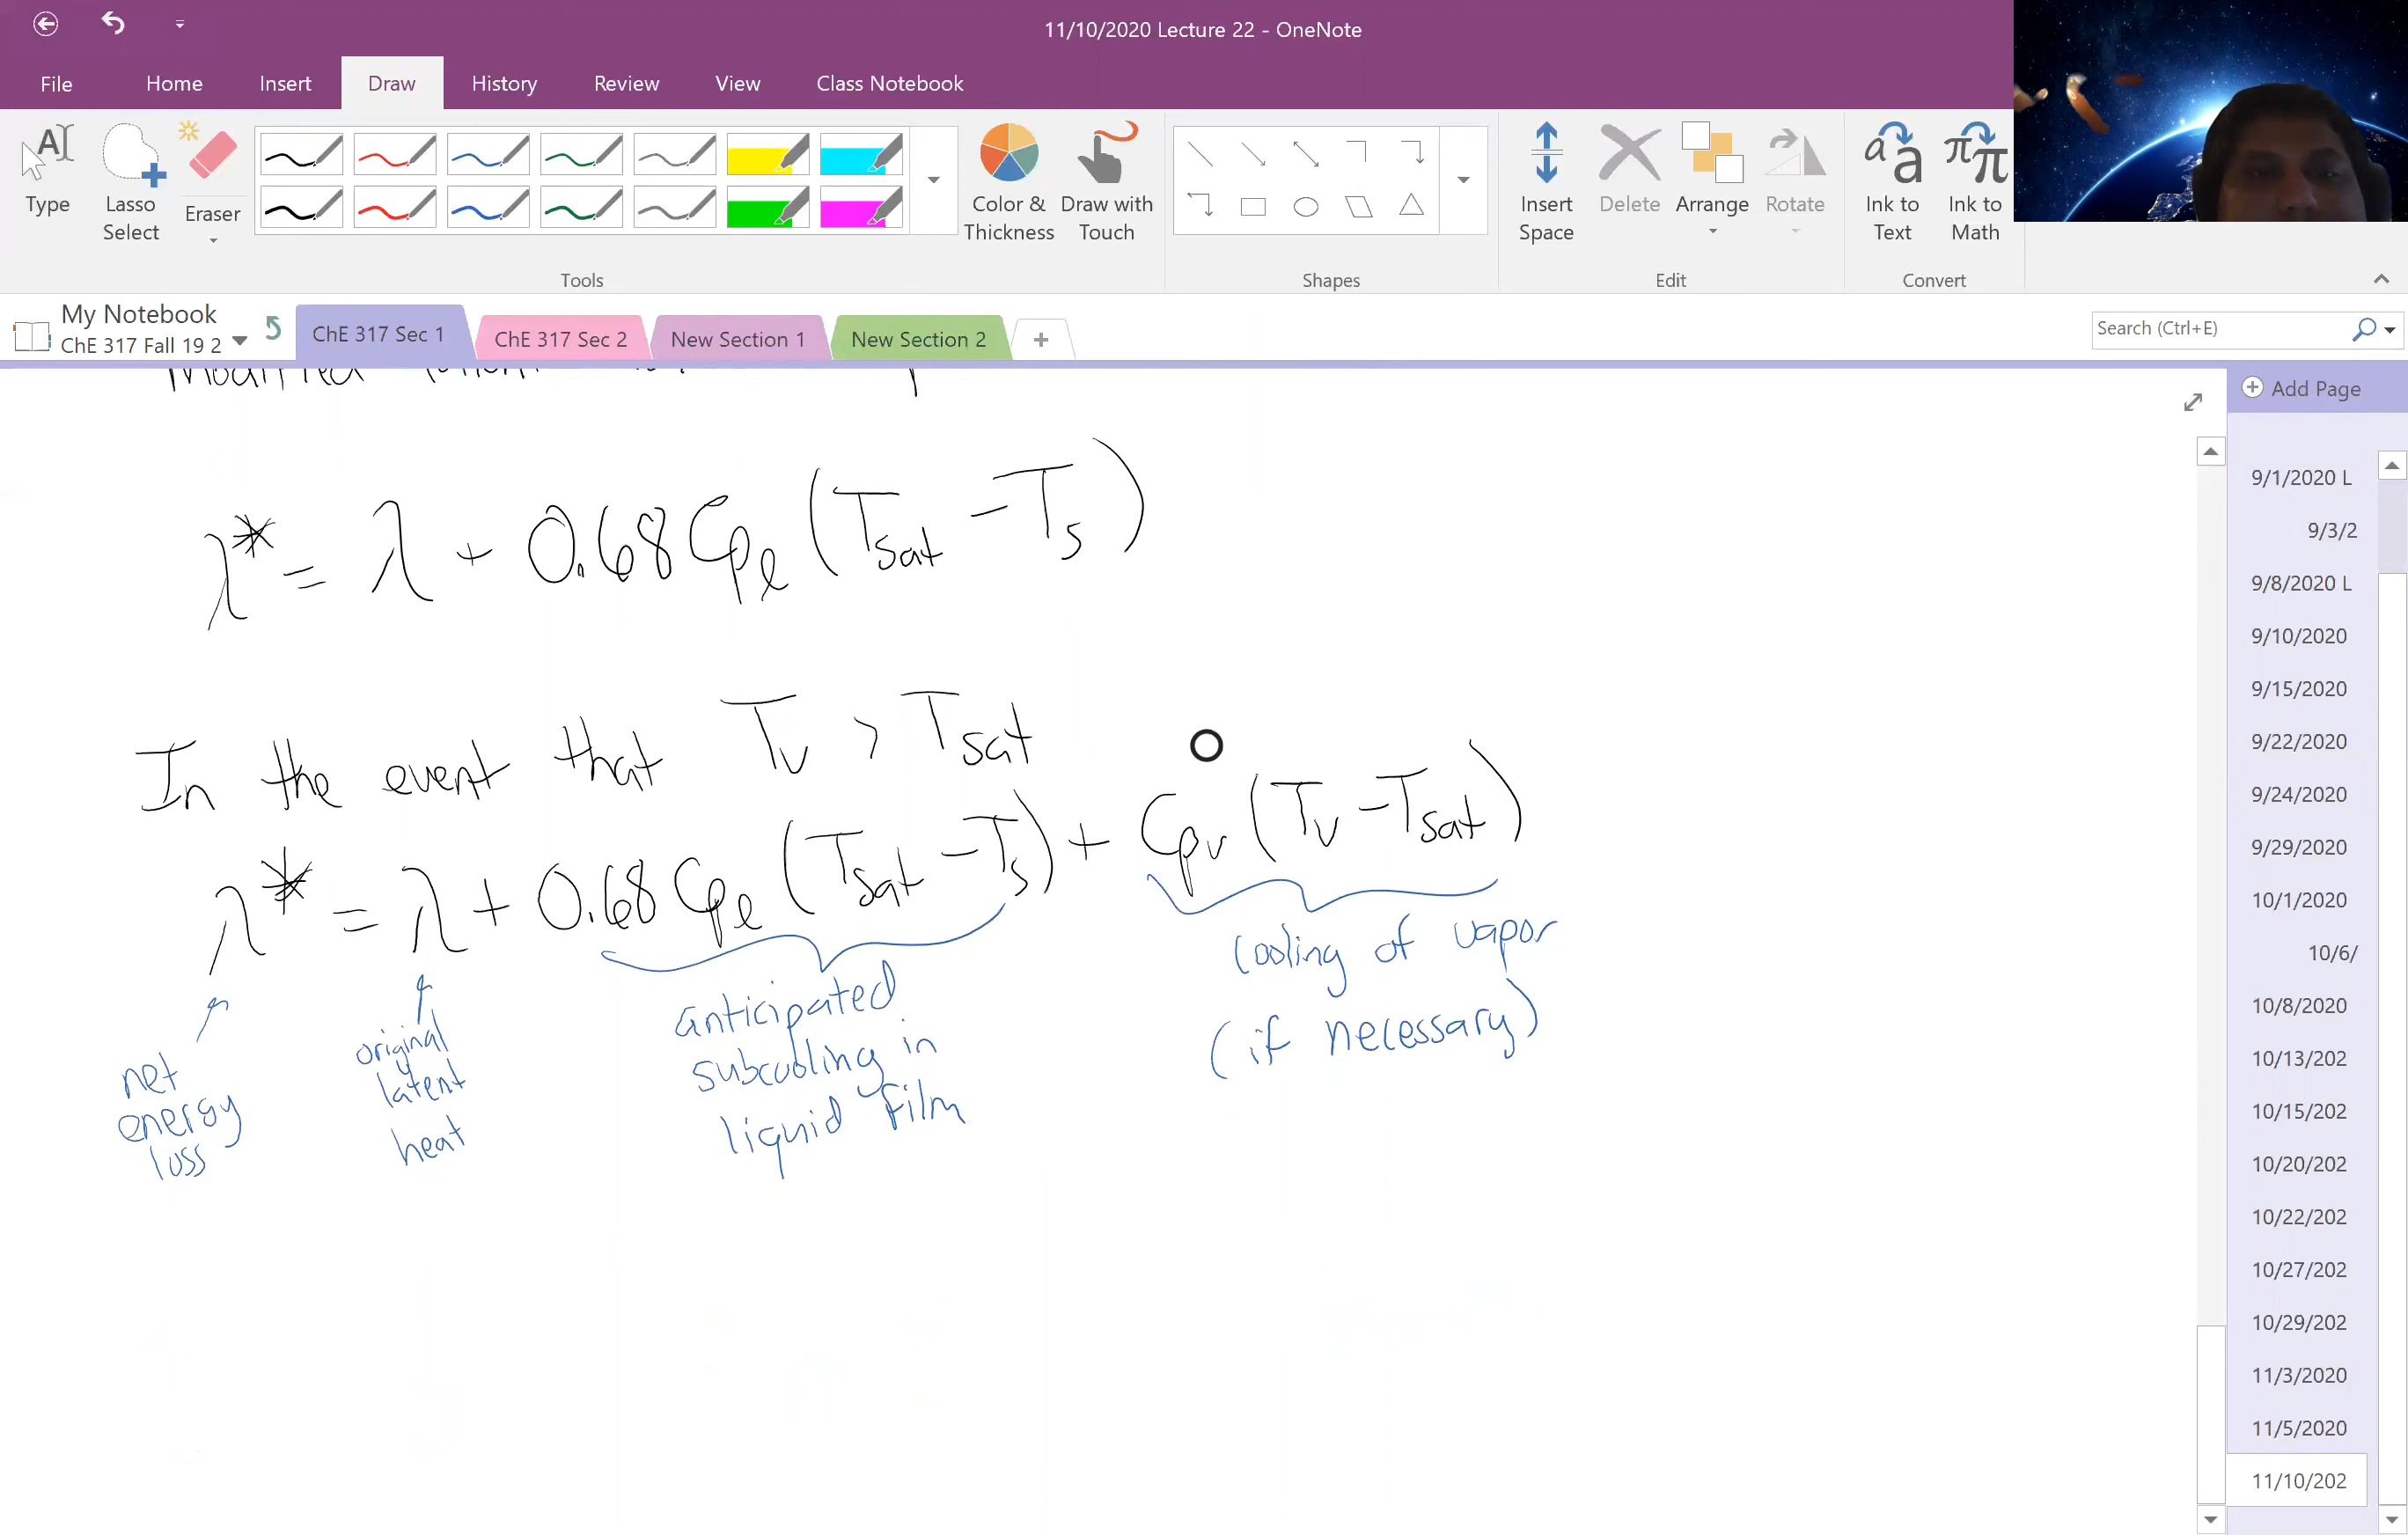 11/10/2020 Lecture 22 - OneNote
File Home Insert Draw History Review View Class Notebook
Type
Lasso Select
Eraser
Color & Thickness
Draw with Touch
Insert Space
Delete
Arrange
Rotate
Ink to Text
Ink to Math
Tools Shapes Edit Convert
My Notebook
ChE 317 Fall 19 2
ChE 317 Sec 1
ChE 317 Sec 2
New Section 1
New Section 2
+
Search (Ctrl+E)
Modified
λ* = λ + 0.68 Cpℓ (Tsat - Ts)
In the event that Tv > Tsat
λ* = λ + 0.68 Cpℓ (Tsat - Ts) + Cpv (Tv - Tsat)
net
energy
loss
original
latent
heat
anticipated
subcooling in
liquid film
cooling of vapor
(if necessary)
Add Page
9/1/2020 L
9/3/2
9/8/2020 L
9/10/2020
9/15/2020
9/22/2020
9/24/2020
9/29/2020
10/1/2020
10/6/
10/8/2020
10/13/202
10/15/202
10/20/202
10/22/202
10/27/202
10/29/202
11/3/2020
11/5/2020
11/10/202